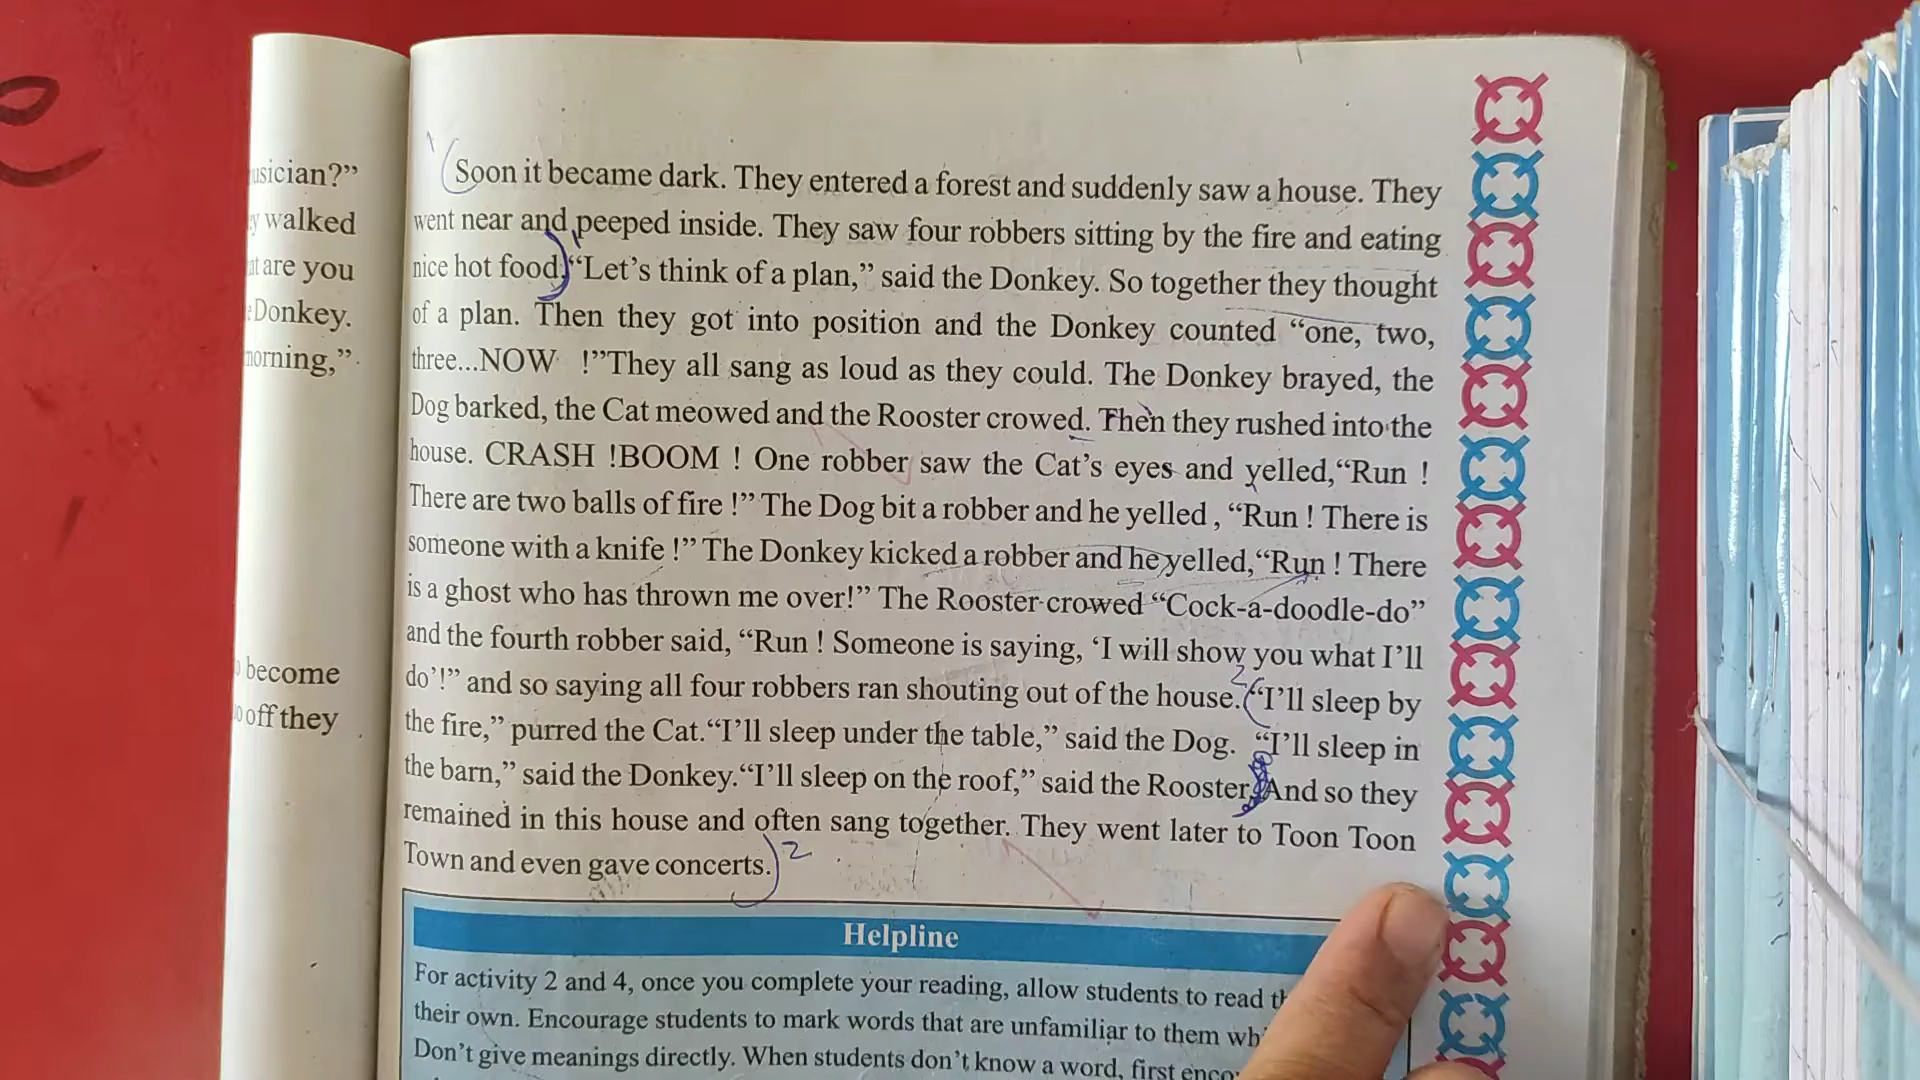 usician?”
walked
are you
Donkey.
morning,”
become
off they
1
Soon it became dark. They entered a forest and suddenly saw a house. They
went near and peeped inside. They saw four robbers sitting by the fire and eating
nice hot food. “Let’s think of a plan,” said the Donkey. So together they thought
of a plan. Then they got into position and the Donkey counted “one, two,
three...NOW !”They all sang as loud as they could. The Donkey brayed, the
Dog barked, the Cat meowed and the Rooster crowed. Then they rushed into the
house. CRASH !BOOM ! One robber saw the Cat’s eyes and yelled,“Run !
There are two balls of fire !” The Dog bit a robber and he yelled , “Run ! There is
someone with a knife !” The Donkey kicked a robber and he yelled,“Run ! There
is a ghost who has thrown me over!” The Rooster crowed “Cock-a-doodle-do”
and the fourth robber said, “Run ! Someone is saying, ‘I will show you what I’ll
do’!” and so saying all four robbers ran shouting out of the house. 2 “I’ll sleep by
the fire,” purred the Cat.“I’ll sleep under the table,” said the Dog. “I’ll sleep in
the barn,” said the Donkey.“I’ll sleep on the roof,” said the Rooster. And so they
remained in this house and often sang together. They went later to Toon Toon
Town and even gave concerts. 2
Helpline
For activity 2 and 4, once you complete your reading, allow students to read
their own. Encourage students to mark words that are unfamiliar to them
Don’t give meanings directly. When students don’t know a word, first